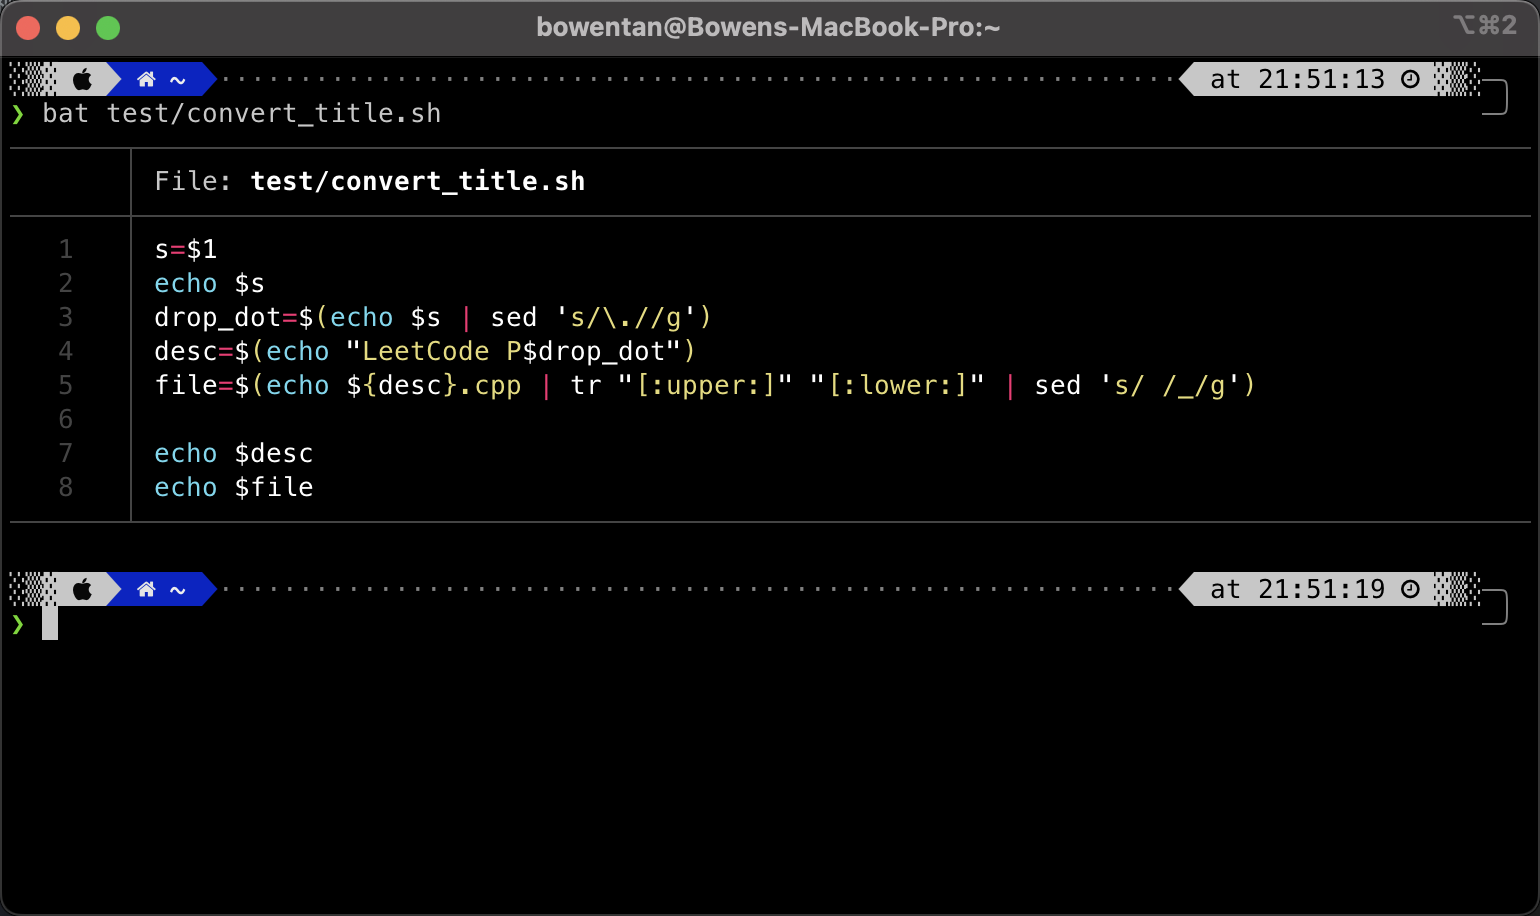 bowentan@Bowens-MacBook-Pro:~ ⌥⌘2
~ at 21:51:13
❯ bat test/convert_title.sh
File: test/convert_title.sh
1 s=$1
2 echo $s
3 drop_dot=$(echo $s | sed 's/\.//g')
4 desc=$(echo "LeetCode P$drop_dot")
5 file=$(echo ${desc}.cpp | tr "[:upper:]" "[:lower:]" | sed 's/ /_/g')
6
7 echo $desc
8 echo $file
~ at 21:51:19
❯